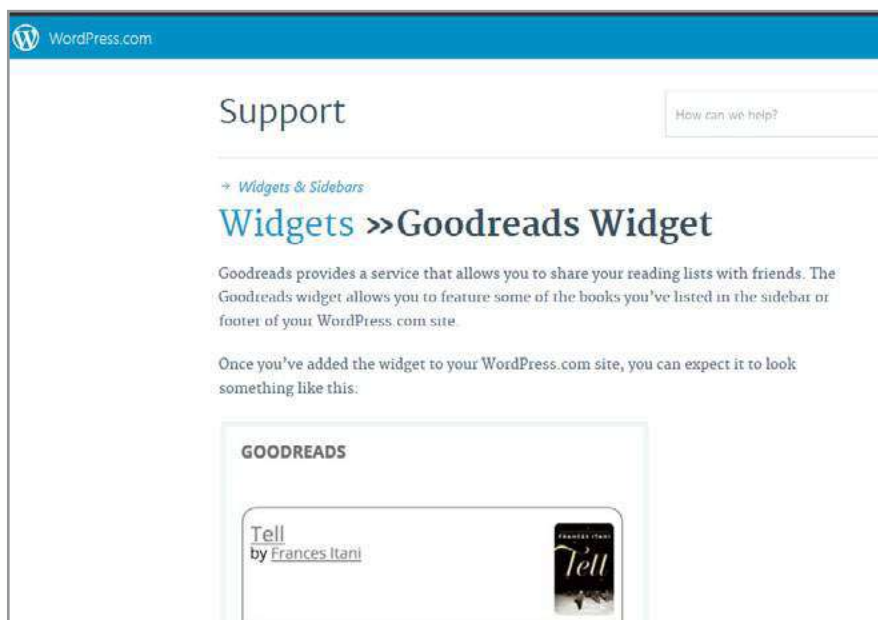 WordPress.com
Support
How can we help?
→ Widgets & Sidebars
Widgets »Goodreads Widget
Goodreads provides a service that allows you to share your reading lists with friends. The
Goodreads widget allows you to feature some of the books you've listed in the sidebar or
footer of your WordPress.com site.
Once you've added the widget to your WordPress.com site, you can expect it to look
something like this:
GOODREADS
Tell
by Frances Itani
FRANCES ITANI
Tell